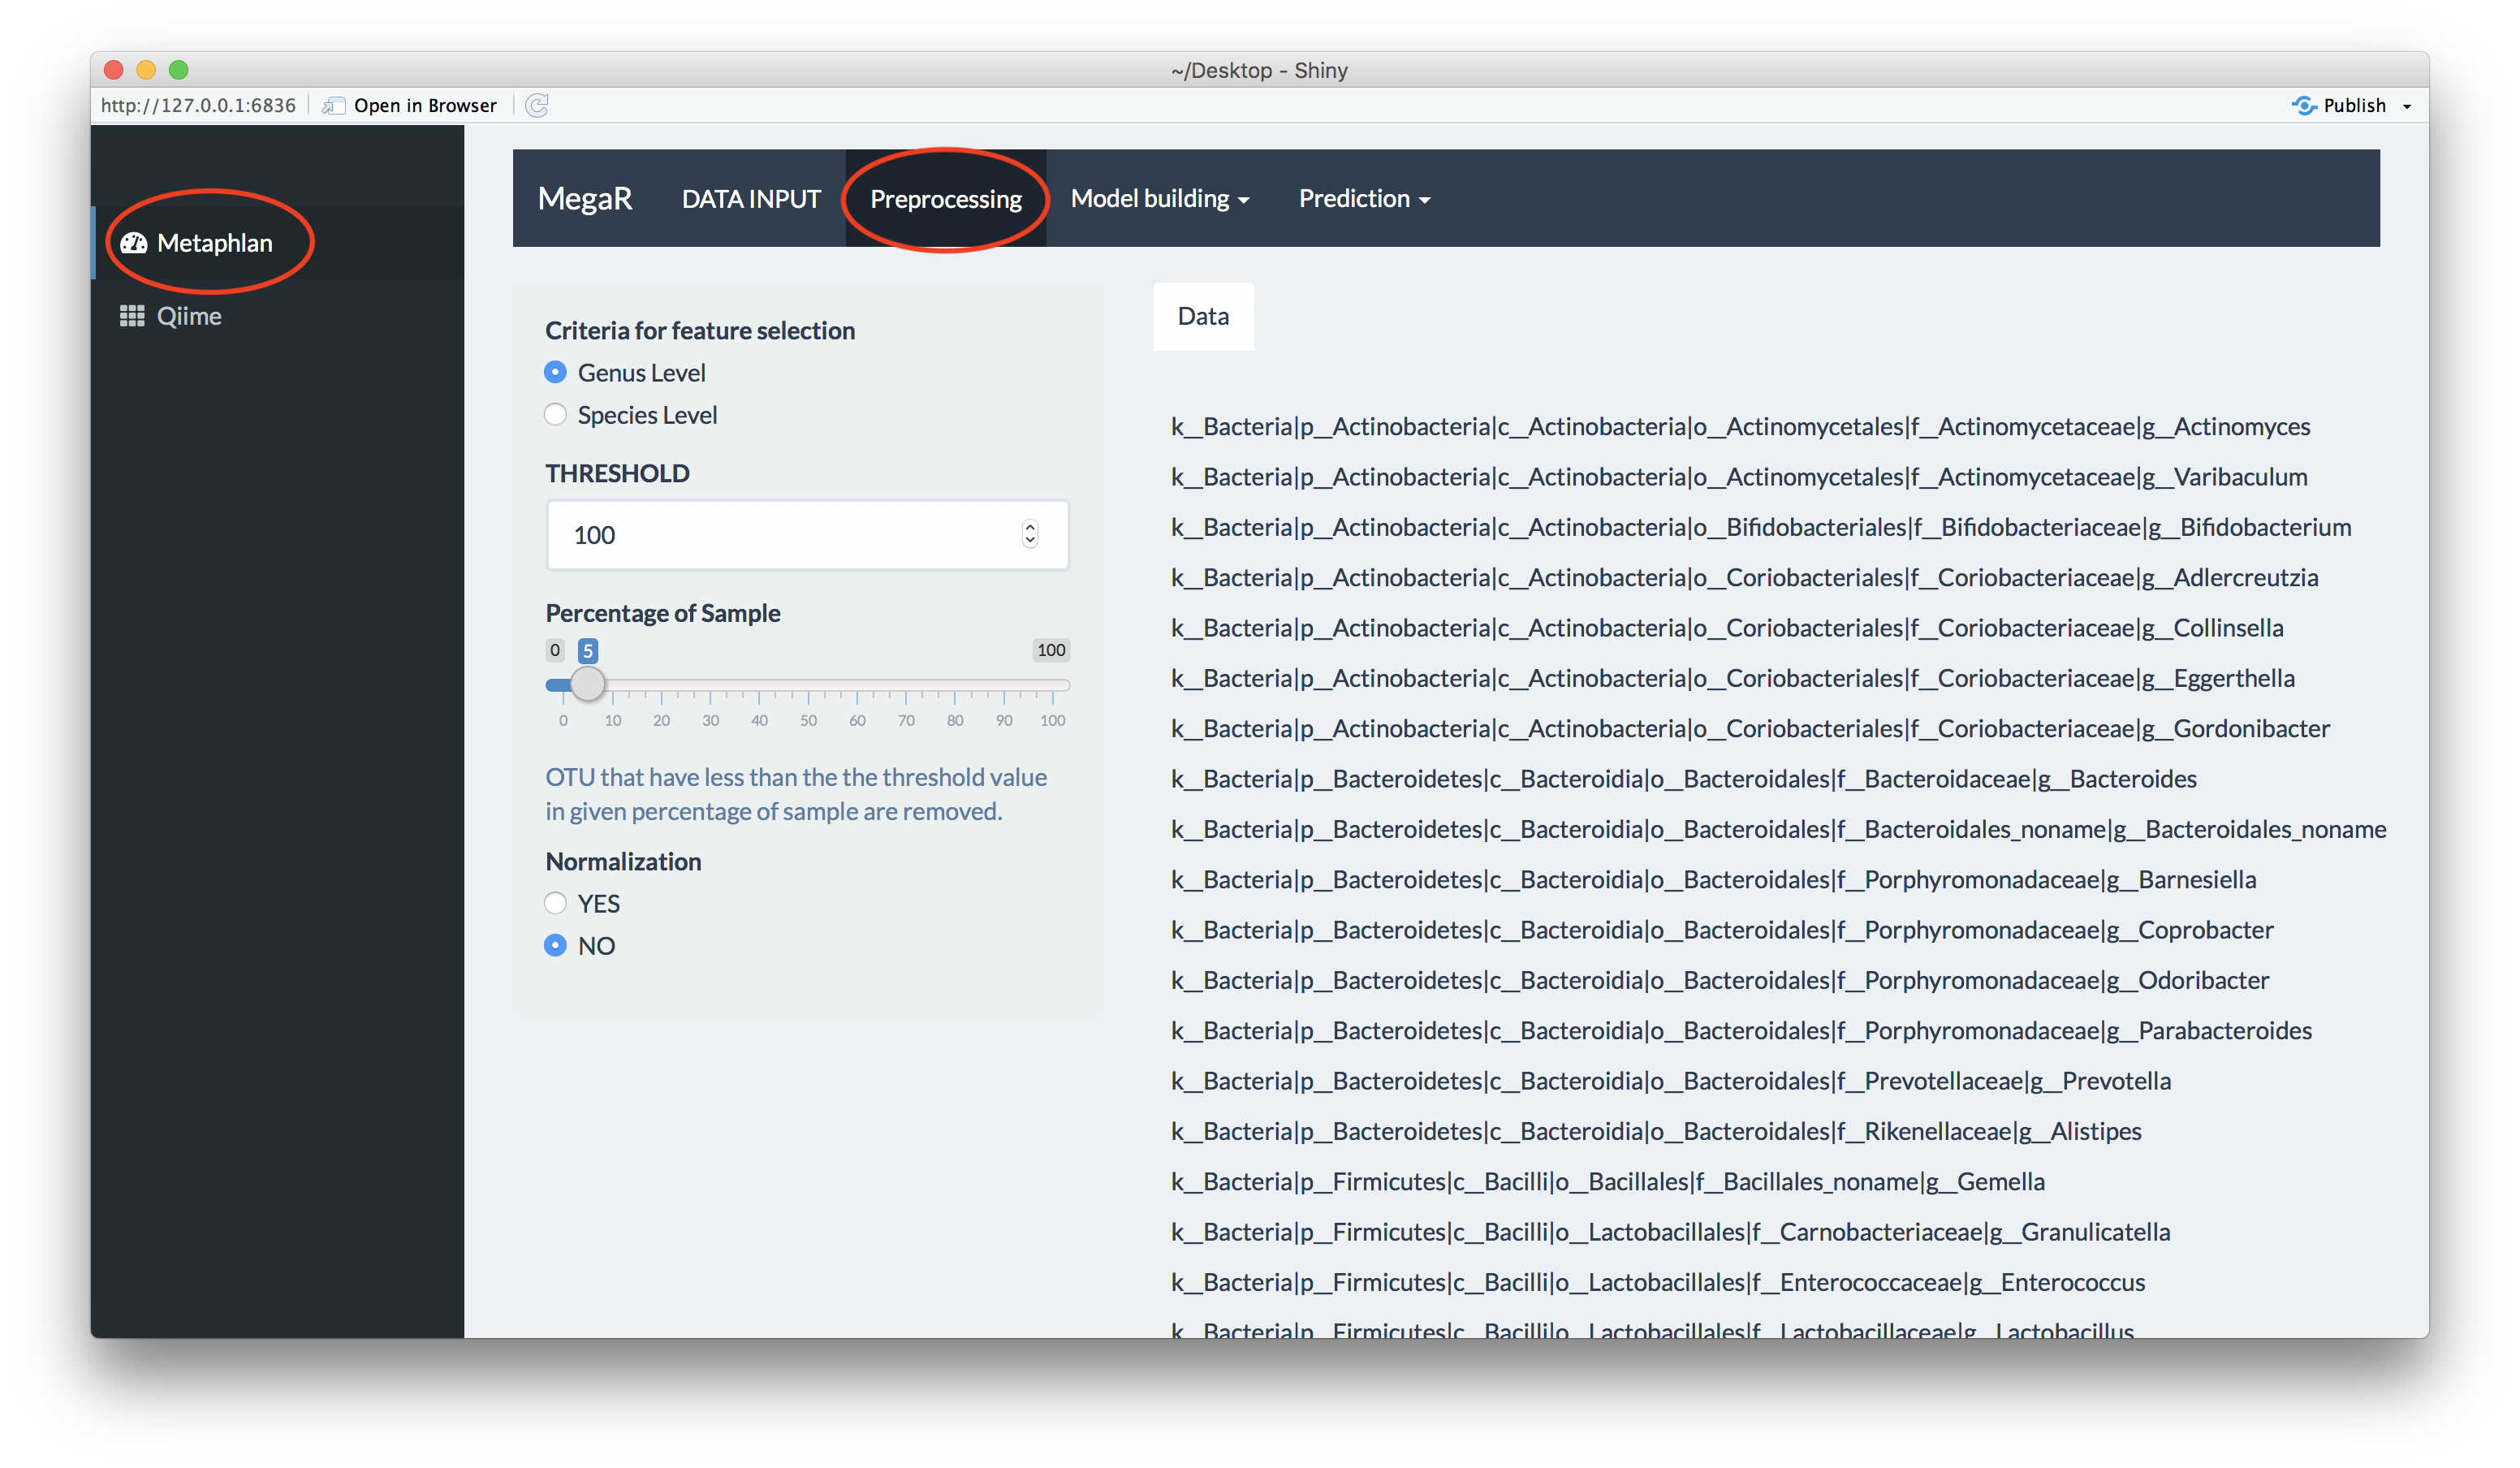 ~/Desktop - Shiny
http://127.0.0.1:6836 Open in Browser Publish
MegaR DATA INPUT Preprocessing Model building Prediction
Metaphlan
Qiime
Criteria for feature selection
Genus Level
Species Level
THRESHOLD
100
Percentage of Sample
0 5 100
0 10 20 30 40 50 60 70 80 90 100
OTU that have less than the the threshold value
in given percentage of sample are removed.
Normalization
YES
NO
Data
k__Bacteria|p__Actinobacteria|c__Actinobacteria|o__Actinomycetales|f__Actinomycetaceae|g__Actinomyces
k__Bacteria|p__Actinobacteria|c__Actinobacteria|o__Actinomycetales|f__Actinomycetaceae|g__Varibaculum
k__Bacteria|p__Actinobacteria|c__Actinobacteria|o__Bifidobacteriales|f__Bifidobacteriaceae|g__Bifidobacterium
k__Bacteria|p__Actinobacteria|c__Actinobacteria|o__Coriobacteriales|f__Coriobacteriaceae|g__Adlercreutzia
k__Bacteria|p__Actinobacteria|c__Actinobacteria|o__Coriobacteriales|f__Coriobacteriaceae|g__Collinsella
k__Bacteria|p__Actinobacteria|c__Actinobacteria|o__Coriobacteriales|f__Coriobacteriaceae|g__Eggerthella
k__Bacteria|p__Actinobacteria|c__Actinobacteria|o__Coriobacteriales|f__Coriobacteriaceae|g__Gordonibacter
k__Bacteria|p__Bacteroidetes|c__Bacteroidia|o__Bacteroidales|f__Bacteroidaceae|g__Bacteroides
k__Bacteria|p__Bacteroidetes|c__Bacteroidia|o__Bacteroidales|f__Bacteroidales_noname|g__Bacteroidales_noname
k__Bacteria|p__Bacteroidetes|c__Bacteroidia|o__Bacteroidales|f__Porphyromonadaceae|g__Barnesiella
k__Bacteria|p__Bacteroidetes|c__Bacteroidia|o__Bacteroidales|f__Porphyromonadaceae|g__Coprobacter
k__Bacteria|p__Bacteroidetes|c__Bacteroidia|o__Bacteroidales|f__Porphyromonadaceae|g__Odoribacter
k__Bacteria|p__Bacteroidetes|c__Bacteroidia|o__Bacteroidales|f__Porphyromonadaceae|g__Parabacteroides
k__Bacteria|p__Bacteroidetes|c__Bacteroidia|o__Bacteroidales|f__Prevotellaceae|g__Prevotella
k__Bacteria|p__Bacteroidetes|c__Bacteroidia|o__Bacteroidales|f__Rikenellaceae|g__Alistipes
k__Bacteria|p__Firmicutes|c__Bacilli|o__Bacillales|f__Bacillales_noname|g__Gemella
k__Bacteria|p__Firmicutes|c__Bacilli|o__Lactobacillales|f__Carnobacteriaceae|g__Granulicatella
k__Bacteria|p__Firmicutes|c__Bacilli|o__Lactobacillales|f__Enterococcaceae|g__Enterococcus
k__Bacteria|p__Firmicutes|c__Bacilli|o__Lactobacillales|f__Lactobacillaceae|g__Lactobacillus